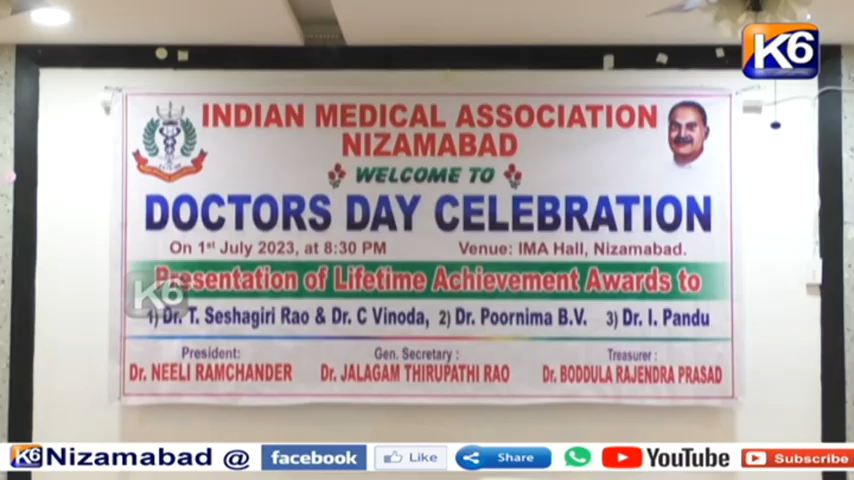 K6
INDIAN MEDICAL ASSOCIATION
NIZAMABAD
WELCOME TO
DOCTORS DAY CELEBRATION
On 1st July 2023, at 8:30 PM Venue: IMA Hall, Nizamabad.
Presentation of Lifetime Achievement Awards to
K6
1) Dr. T. Seshagiri Rao & Dr. C Vinoda, 2) Dr. Poornima B.V. 3) Dr. I. Pandu
President: Gen. Secretary : Treasurer :
Dr. NEELI RAMCHANDER Dr. JALAGAM THIRUPATHI RAO Dr. BODDULA RAJENDRA PRASAD
K6 Nizamabad @ facebook Like Share YouTube Subscribe